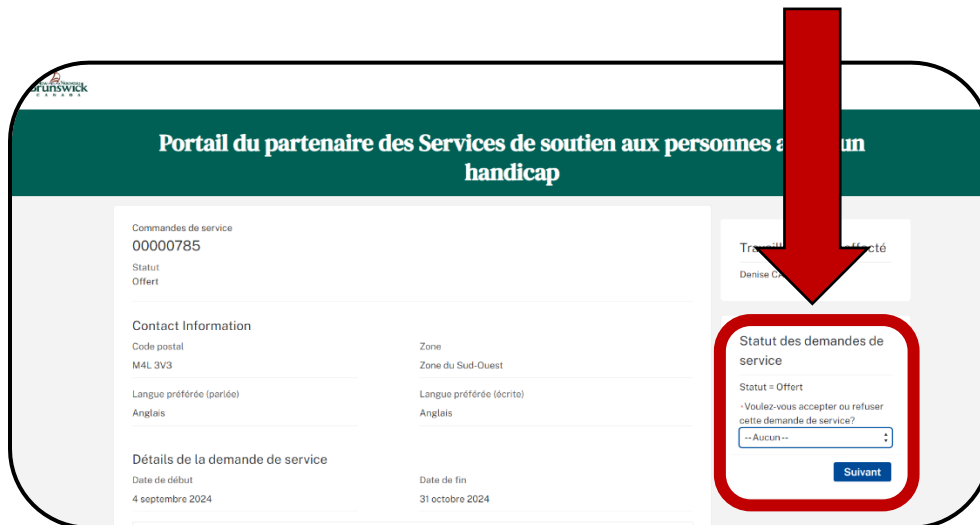 Brunswick
CANADA
Portail du partenaire des Services de soutien aux personnes un
handicap
Commandes de service
00000785
Statut
Offert
Contact Information
Code postal
M4L 3V3
Zone
Zone du Sud-Ouest
Langue préférée (parlée)
Anglais
Langue préférée (écrite)
Anglais
Détails de la demande de service
Date de début
4 septembre 2024
Date de fin
31 octobre 2024
Denise
Statut des demandes de
service
Statut = Offert
*Voulez-vous accepter ou refuser
cette demande de service?
--Aucun--
Suivant